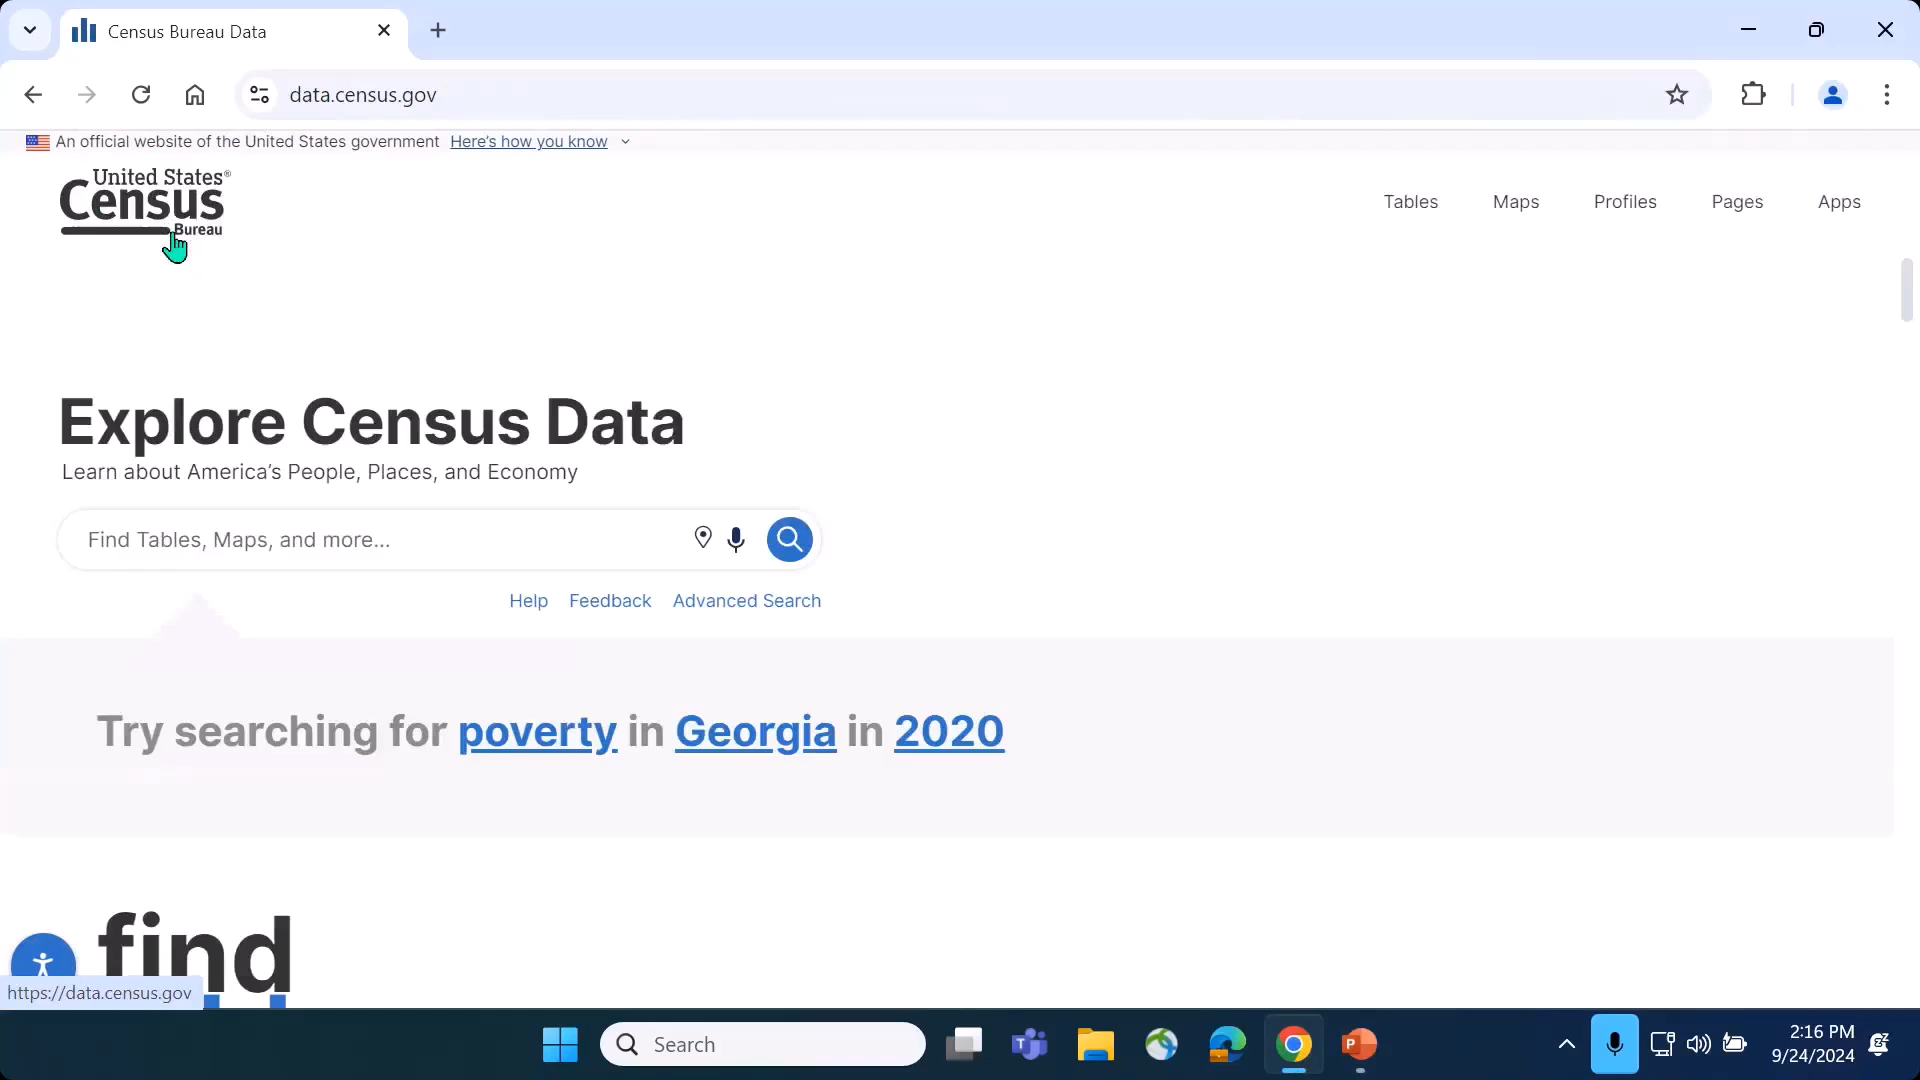 Census Bureau Data
data.census.gov
An official website of the United States government Here's how you know
United States®
Census
Bureau
Tables Maps Profiles Pages Apps
Explore Census Data
Learn about America's People, Places, and Economy
Find Tables, Maps, and more...
Help Feedback Advanced Search
Try searching for poverty in Georgia in 2020
find
https://data.census.gov
Search
2:16 PM
9/24/2024